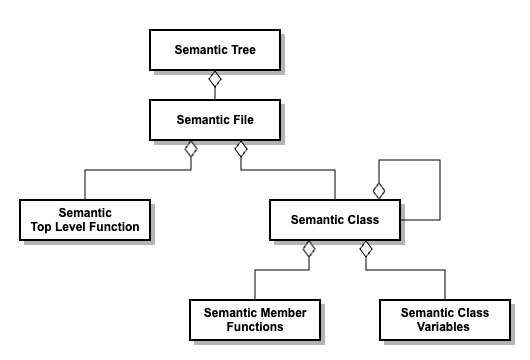 Semantic Tree
Semantic File
Semantic
Top Level Function
Semantic Class
Semantic Member
Functions
Semantic Class
Variables